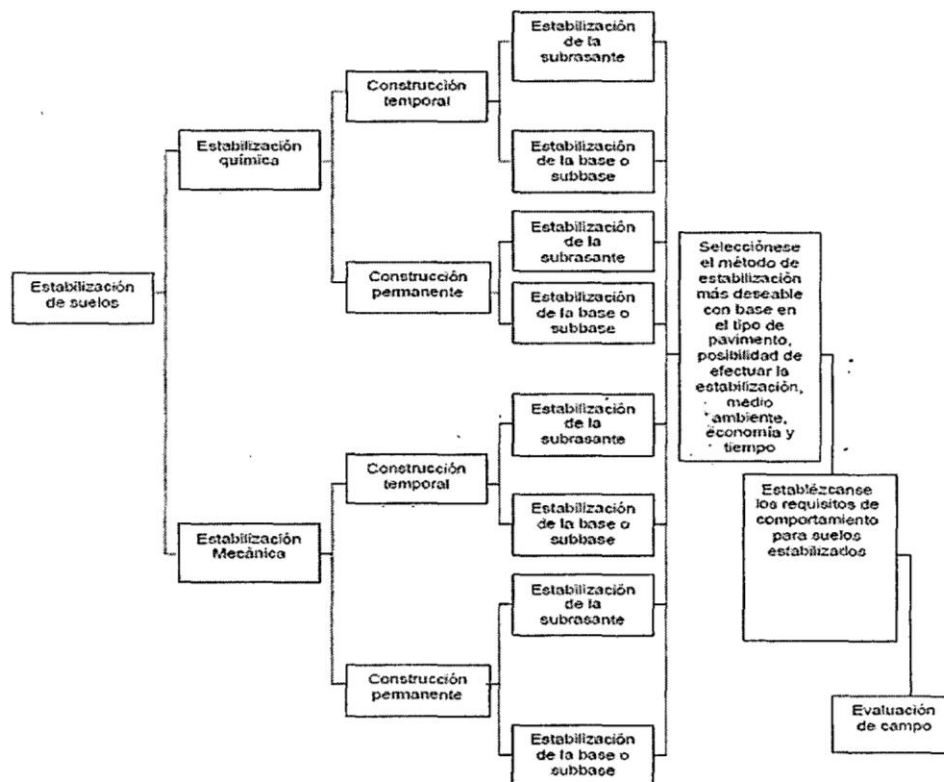 Estabilización
de suelos
Estabilización
química
Construcción
temporal
Estabilización
de la
subrasante
Estabilización
de la base o
subbase
Construcción
permanente
Estabilización
de la
subrasante
Estabilización
de la base o
subbase
Estabilización
Mecànica
Construcción
temporal
Estabilización
de la
subrasante
Estabilización
de la base o
subbase
Construcción
permanente
Estabilización
de la
subrasante
Estabilización
de la base o
subbase
Selecciónese
el método de
estabilización
más deseable
con base en
el tipo de
pavimento,
posibilidad de
efectuar la
estabilización,
medio
ambiente,
economía y
tiempo
Establézcanse
los requisitos de
comportamiento
para suelos
estabilizados
Evaluación
de campo